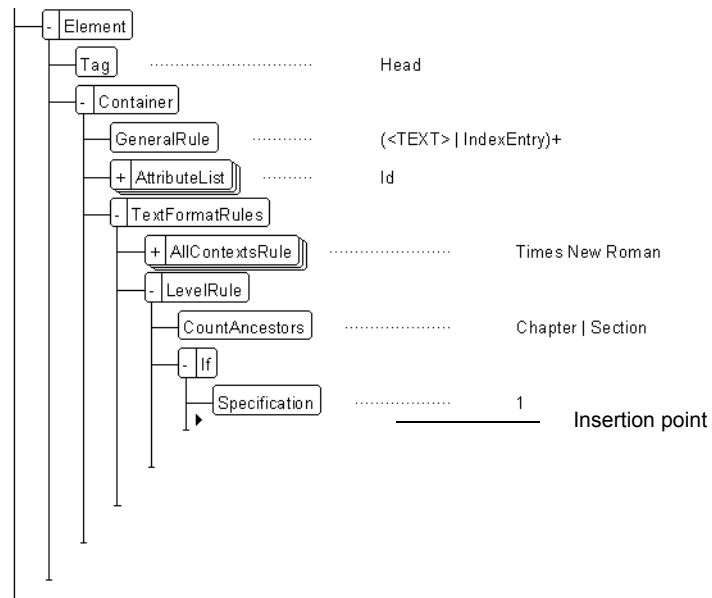 - Element
Tag Head
- Container
GeneralRule (<TEXT> | IndexEntry)+
+ AttributeList Id
- TextFormatRules
+ AllContextsRule Times New Roman
- LevelRule
CountAncestors Chapter | Section
- If
Specification 1
Insertion point